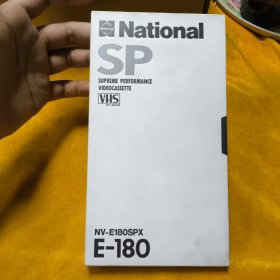 National
SP
SUPREME PERFORMANCE
VIDEOCASSETTE
VHS
NV-E180SPX
E-180